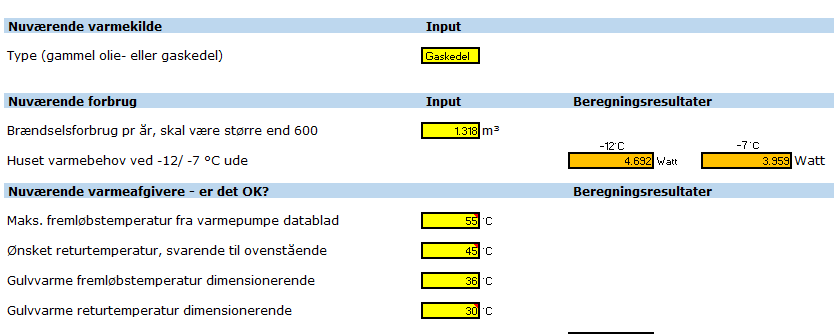 Nuværende varmekilde Input
Type (gammel olie- eller gaskedel) Gaskedel
Nuværende forbrug Input Beregningsresultater
Brændselsforbrug pr år, skal være større end 600 1.318 m³
-12°C -7°C
Huset varmebehov ved -12/ -7 °C ude 4.692 Watt 3.959 Watt
Nuværende varmeafgivere - er det OK? Beregningsresultater
Maks. fremløbstemperatur fra varmepumpe datablad 55 °C
Ønsket returtemperatur, svarende til ovenstående 45 °C
Gulvvarme fremløbstemperatur dimensionerende 36 °C
Gulvvarme returtemperatur dimensionerende 30 °C